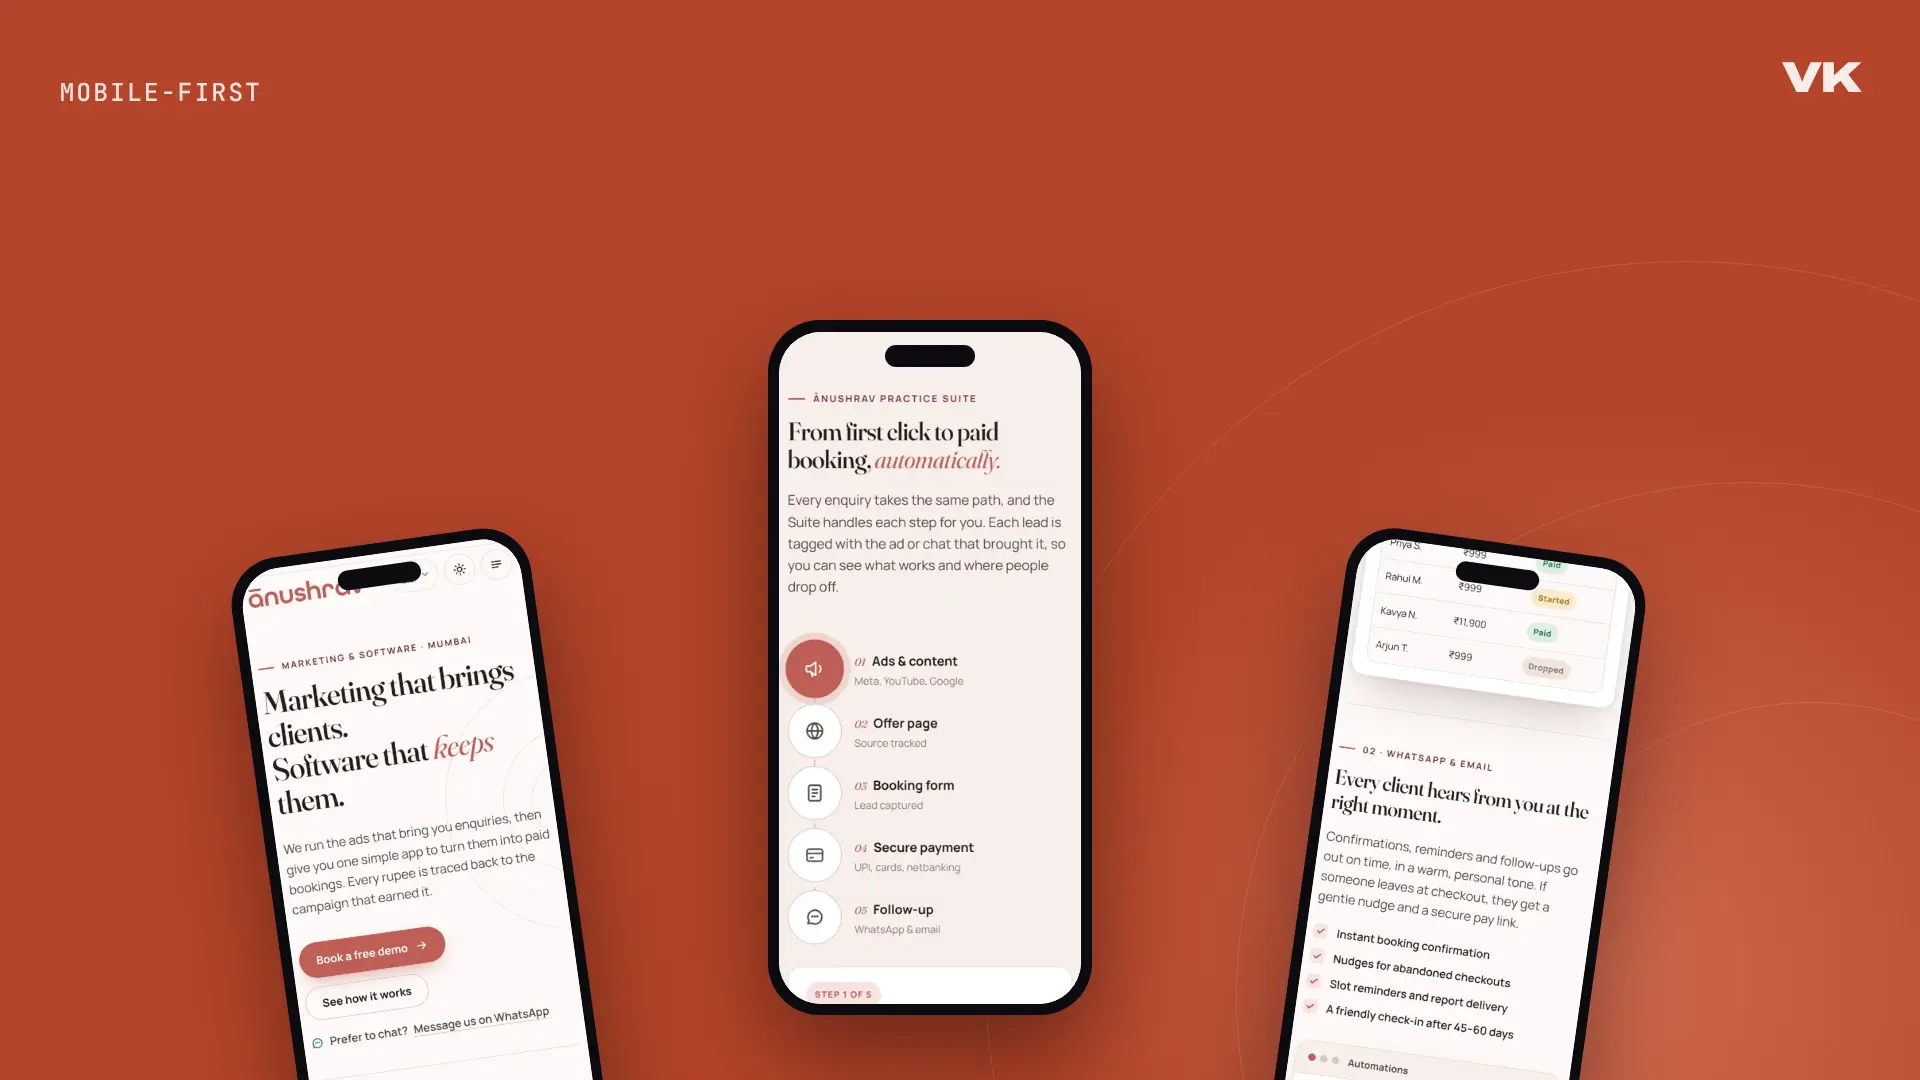 MOBILE-FIRST
VK
MARKETING & SOFTWARE · MUMBAI
Marketing that brings
clients.
Software that keeps
them.
We run the ads that bring you enquiries, then
give you one simple app to turn them into paid
bookings. Every rupee is traced back to the
campaign that earned it.
Book a free demo →
See how it works
Prefer to chat? Message us on WhatsApp
ĀNUSHRAV PRACTICE SUITE
From first click to paid
booking, automatically.
Every enquiry takes the same path, and the
Suite handles each step for you. Each lead is
tagged with the ad or chat that brought it, so
you can see what works and where people
drop off.
01 Ads & content
Meta, YouTube, Google
02 Offer page
Source tracked
03 Booking form
Lead captured
04 Secure payment
UPI, cards, netbanking
05 Follow-up
WhatsApp & email
STEP 1 OF 5
Priya S. ₹999 Paid
Rahul M. ₹999 Started
Kavya N. ₹11,900 Paid
Arjun T. ₹999 Dropped
02 · WHATSAPP & EMAIL
Every client hears from you at the
right moment.
Confirmations, reminders and follow-ups go
out on time, in a warm, personal tone. If
someone leaves at checkout, they get a
gentle nudge and a secure pay link.
Instant booking confirmation
Nudges for abandoned checkouts
Slot reminders and report delivery
A friendly check-in after 45-60 days
Automations